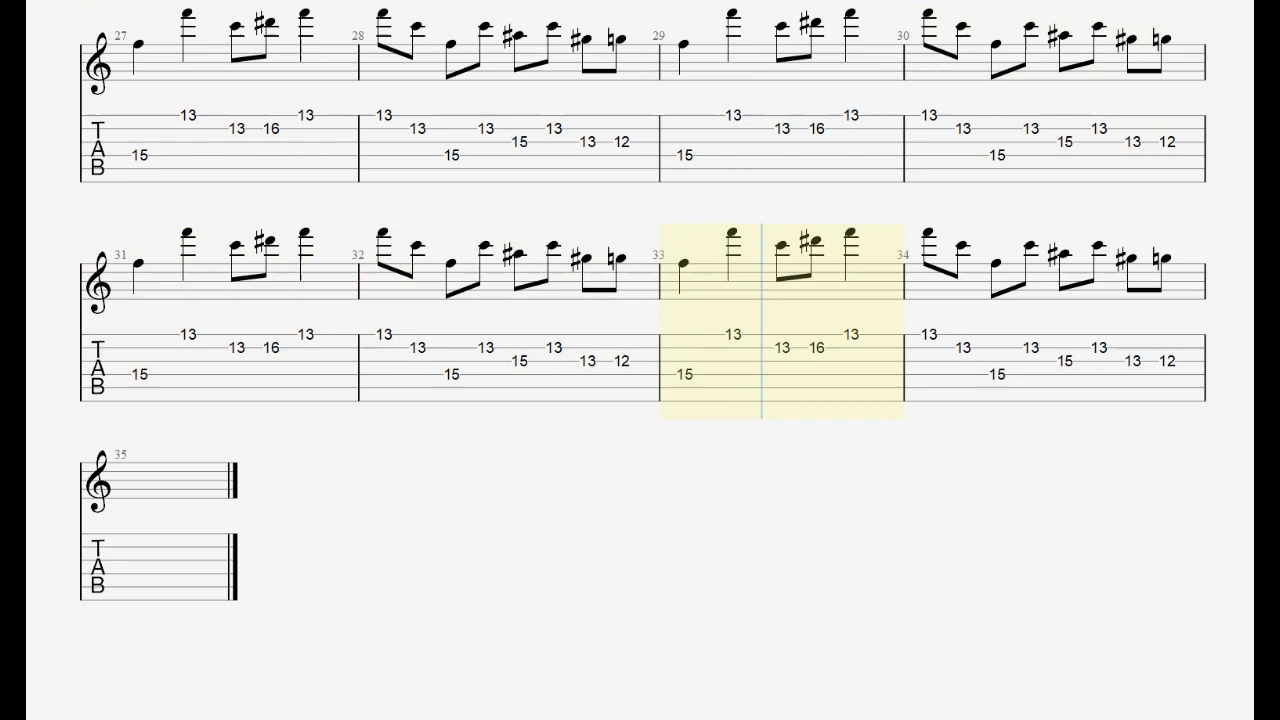 27 28 29 30
13 13 13 13 13 13
13 16 13 13 13 13 16 13 13 13
T 15 13 12 15 13 12
A 15 15 15 15
B
31 32 33 34
13 13 13 13 13 13
13 16 13 13 13 13 16 13 13 13
T 15 13 12 15 13 12
A 15 15 15 15
B
35
T
A
B